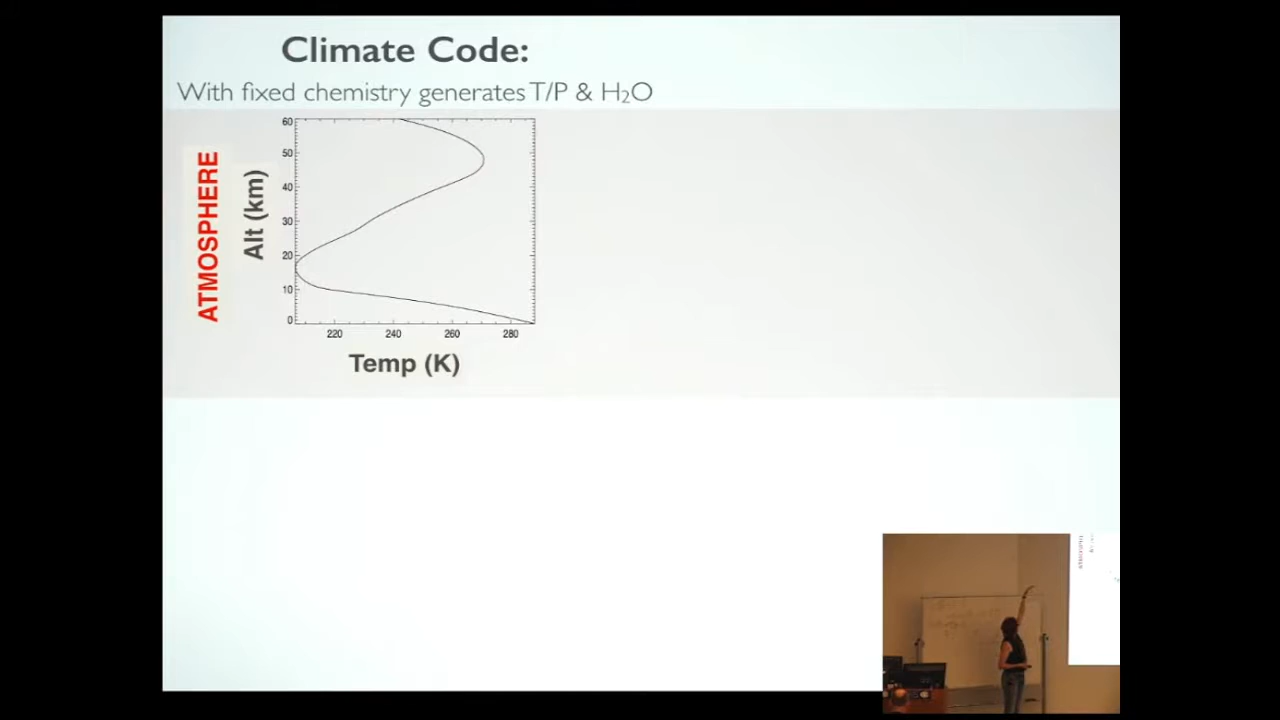 Climate Code:
With fixed chemistry generates T/P & H₂O
ATMOSPHERE
Alt (km)
60
50
40
30
20
10
0
220 240 260 280
Temp (K)